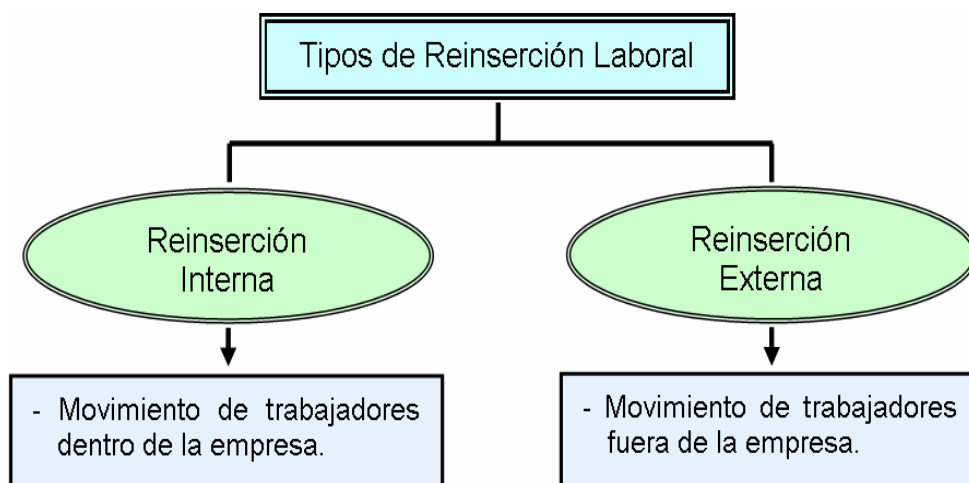 Tipos de Reinserción Laboral
Reinserción
Interna
Reinserción
Externa
- Movimiento de trabajadores
dentro de la empresa.
- Movimiento de trabajadores
fuera de la empresa.